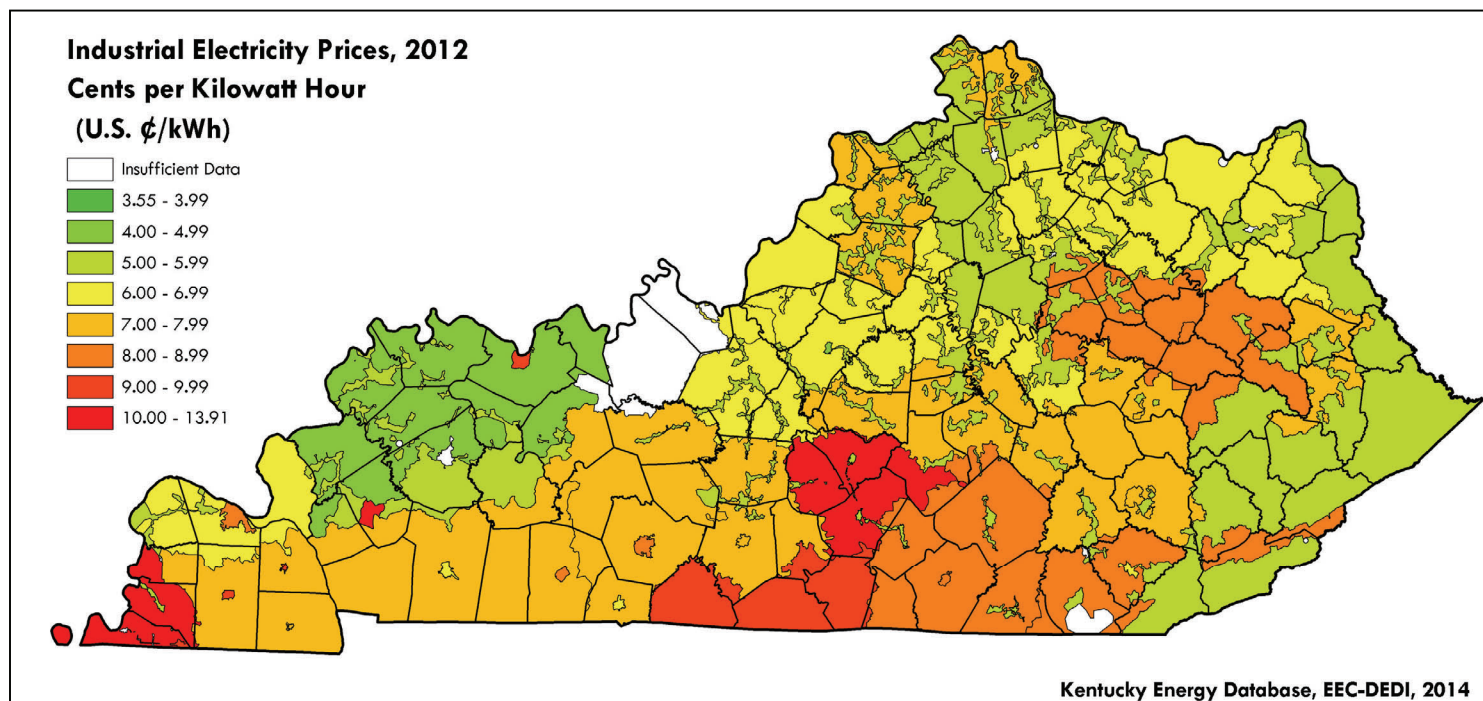 Industrial Electricity Prices, 2012
Cents per Kilowatt Hour
(U.S. ¢/kWh)
Insufficient Data
3.55 - 3.99
4.00 - 4.99
5.00 - 5.99
6.00 - 6.99
7.00 - 7.99
8.00 - 8.99
9.00 - 9.99
10.00 - 13.91
Kentucky Energy Database, EEC-DEDI, 2014